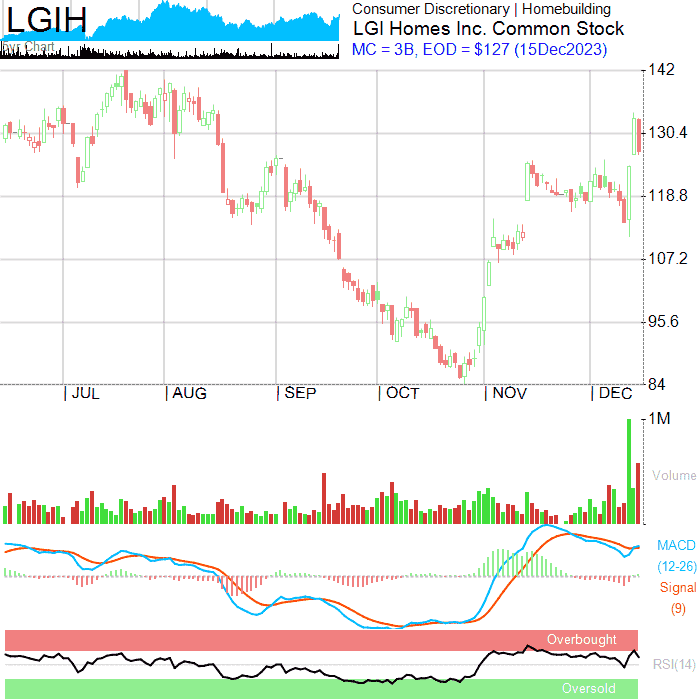 LGIH
Consumer Discretionary | Homebuilding
LGI Homes Inc. Common Stock
MC = 3B, EOD = $127 (15Dec2023)
Chart
142
130.4
118.8
107.2
95.6
84
| JUL | AUG | SEP | OCT | NOV | DEC
1M
Volume
MACD
(12-26)
Signal
(9)
Overbought
RSI(14)
Oversold